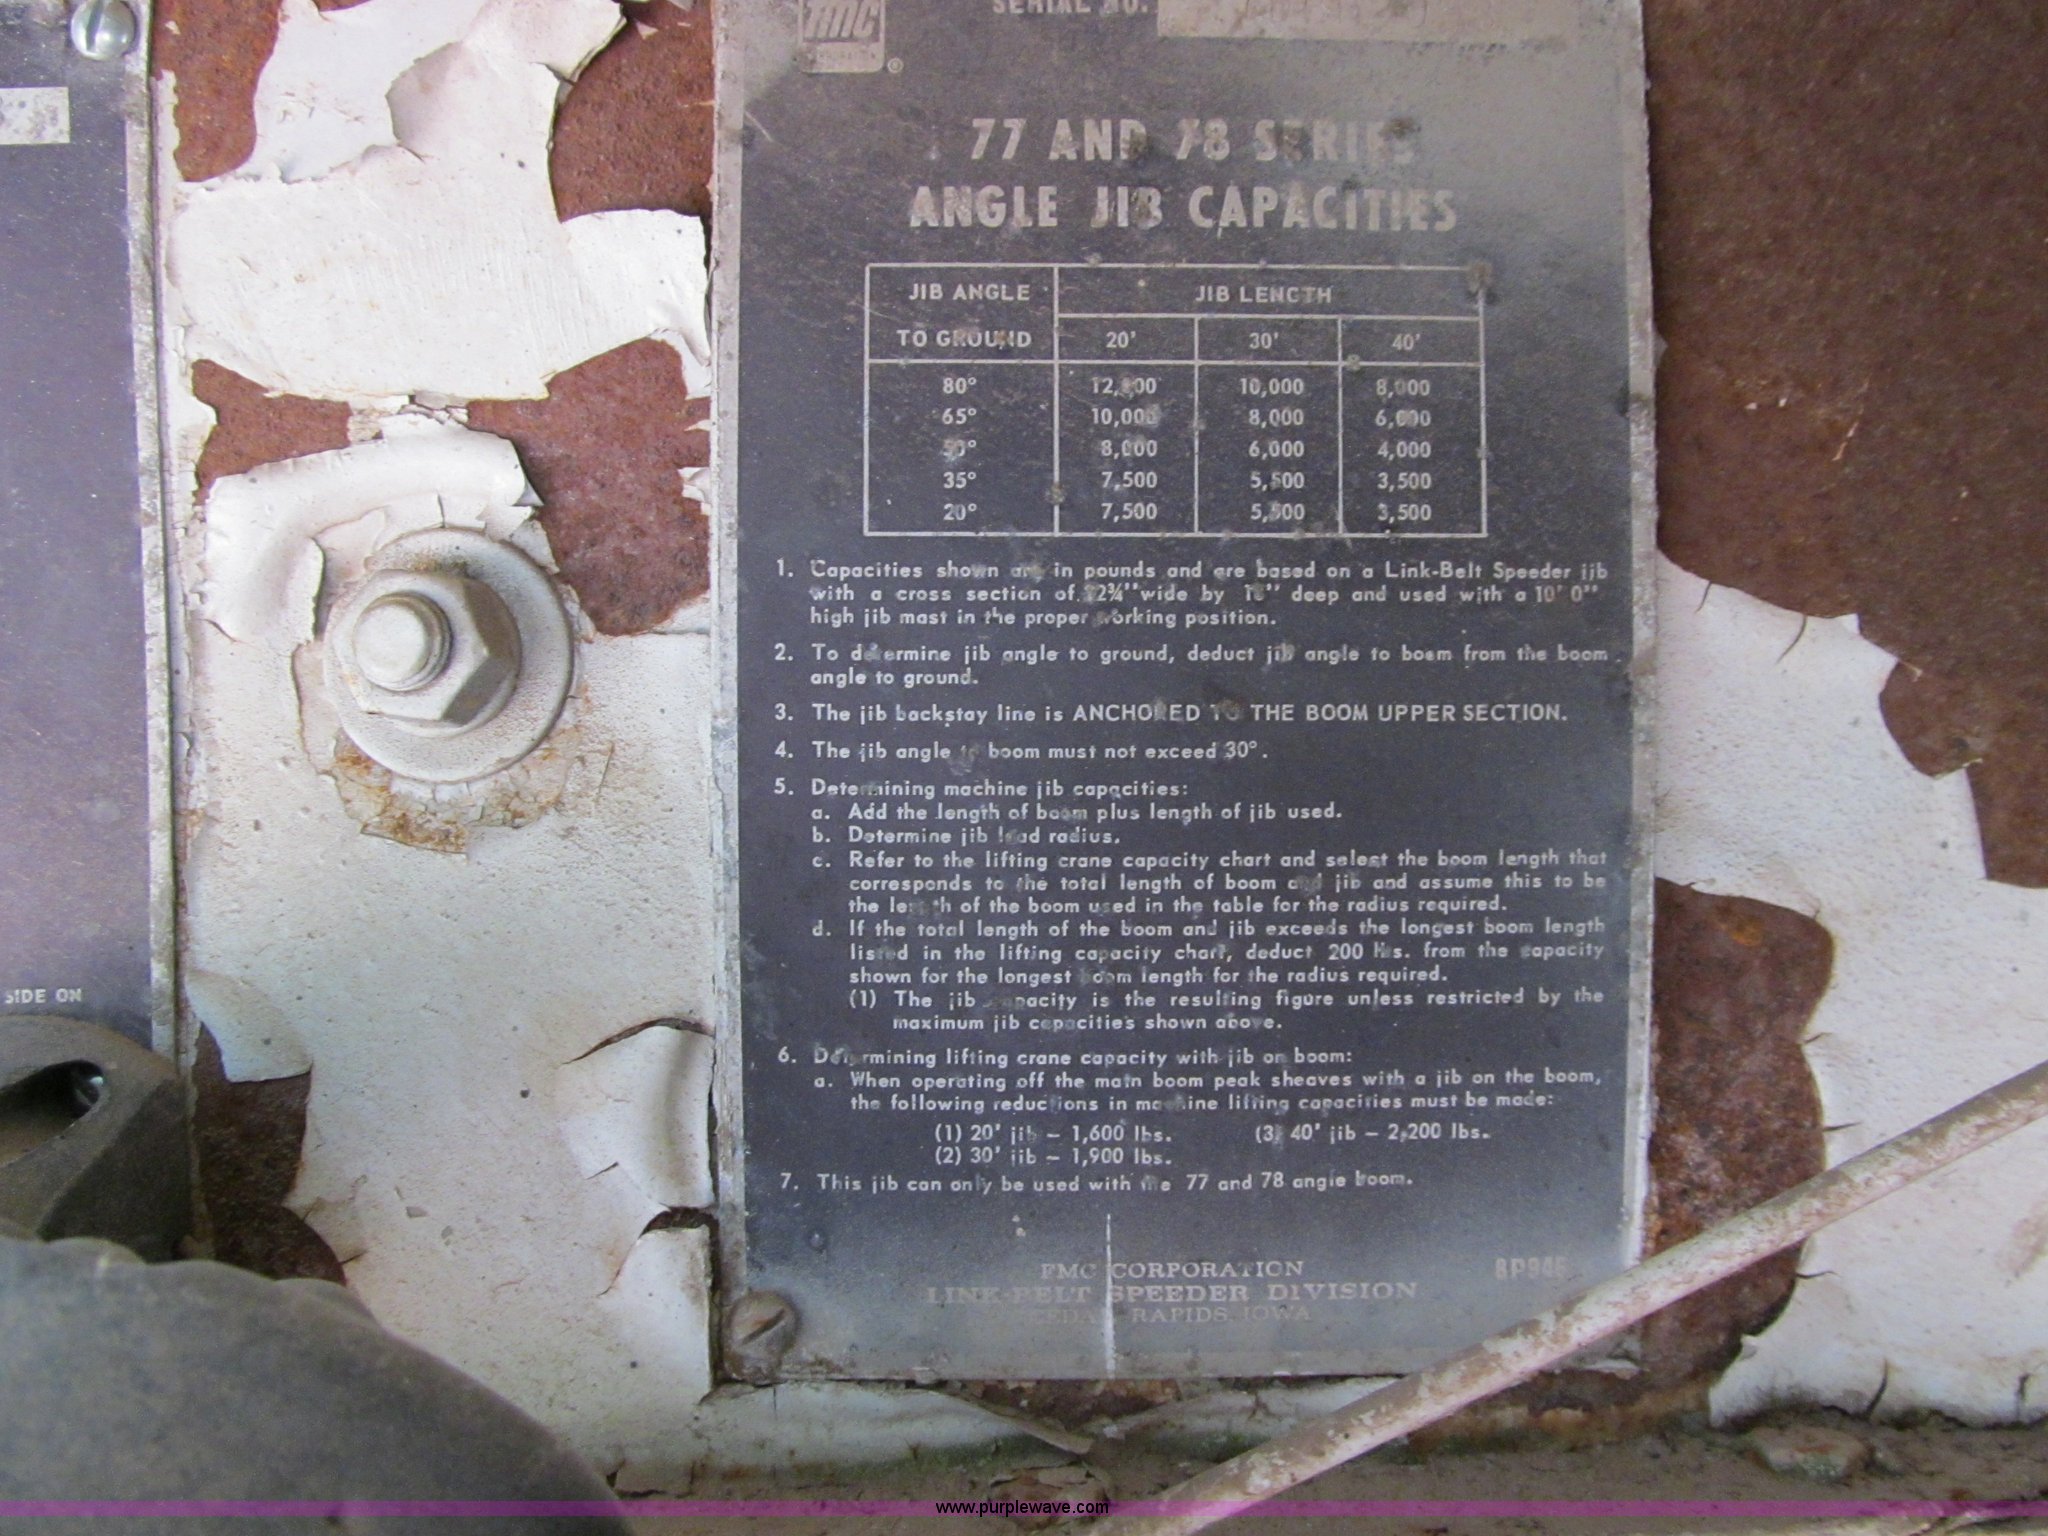 FMC
SERIAL NO.
®
77 AND 78 SERIES
ANGLE JIB CAPACITIES
JIB ANGLE JIB LENGTH
TO GROUND 20' 30' 40'
80° 10,000 8,000
65° 10,000 8,000 6,000
50° 8,000 6,000 4,000
35° 7,500 5,500 3,500
20° 7,500 5,500 3,500
1. Capacities shown are in pounds and are based on a Link-Belt Speeder jib
with a cross section of wide by deep and used with a 10' 0"
high jib mast in the proper working position.
2. To determine jib angle to ground, deduct jib angle to boom from the boom
angle to ground.
3. The jib backstay line is ANCHORED TO THE BOOM UPPER SECTION.
4. The jib angle to boom must not exceed 30°.
5. Determining machine jib capacities:
a. Add the length of boom plus length of jib used.
b. Determine jib load radius.
c. Refer to the lifting crane capacity chart and select the boom length that
corresponds to the total length of boom and jib and assume this to be
the length of the boom used in the table for the radius required.
d. If the total length of the boom and jib exceeds the longest boom length
listed in the lifting capacity chart, deduct 200 lbs. from the capacity
shown for the longest boom length for the radius required.
(1) The jib capacity is the resulting figure unless restricted by the
maximum jib capacities shown above.
6. Determining lifting crane capacity with jib on boom:
a. When operating off the main boom peak sheaves with a jib on the boom,
the following reductions in machine lifting capacities must be made:
(1) 20' jib – 1,600 lbs. (3) 40' jib – 2,200 lbs.
(2) 30' jib – 1,900 lbs.
7. This jib can only be used with the 77 and 78 angle boom.
FMC CORPORATION
LINK-BELT SPEEDER DIVISION
CEDAR RAPIDS, IOWA
SIDE ON
www.purplewave.com